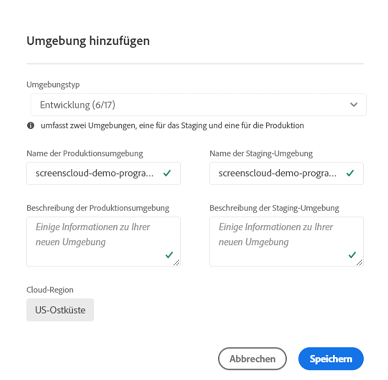 Umgebung hinzufügen
Umgebungstyp
Entwicklung (6/17)
umfasst zwei Umgebungen, eine für das Staging und eine für die Produktion
Name der Produktionsumgebung Name der Staging-Umgebung
screenscloud-demo-progra... screenscloud-demo-progra...
Beschreibung der Produktionsumgebung Beschreibung der Staging-Umgebung
Einige Informationen zu Ihrer Einige Informationen zu Ihrer
neuen Umgebung neuen Umgebung
Cloud-Region
US-Ostküste
Abbrechen Speichern